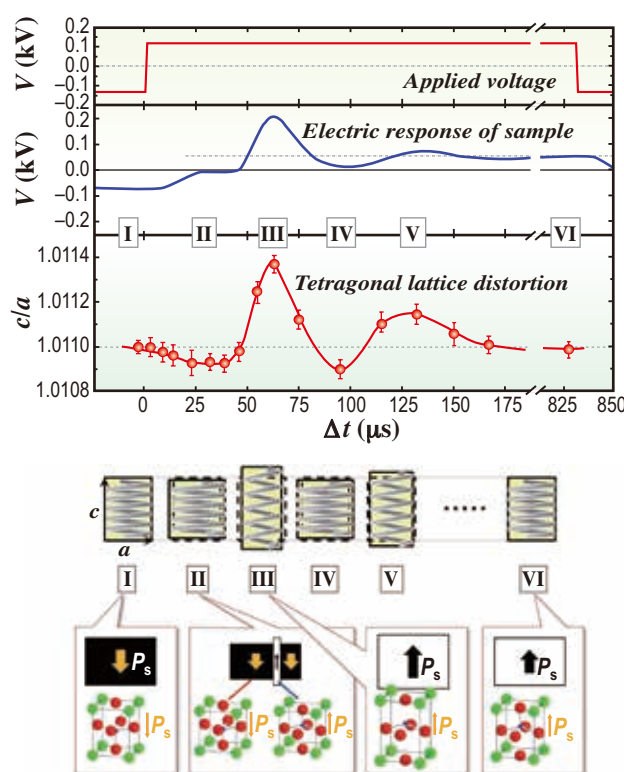 V (kV)
0.2
0.1
0.0
−0.1
−0.2
Applied voltage
V (kV)
0.2
0.1
0.0
−0.1
−0.2
Electric response of sample
I II III IV V VI
c/a
1.0114
1.0112
1.0110
1.0108
Tetragonal lattice distortion
0 25 50 75 100 125 150 175 825 850
Δt (μs)
c
a
I II III IV V VI
Ps Ps Ps
Ps Ps Ps Ps Ps